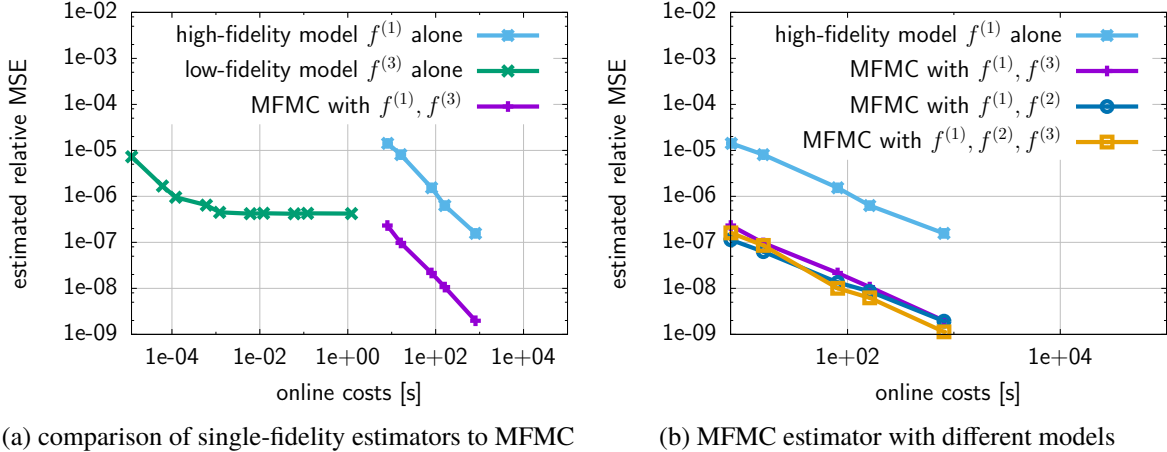 1e-02
1e-03
1e-04
1e-05
1e-06
1e-07
1e-08
1e-09
estimated relative MSE
high-fidelity model f⁽¹⁾ alone
low-fidelity model f⁽³⁾ alone
MFMC with f⁽¹⁾, f⁽³⁾
1e-04 1e-02 1e+00 1e+02
online costs [s]
(a) comparison of single-fidelity estimators to MFMC
1e-02
1e-03
1e-04
1e-05
1e-06
1e-07
1e-08
1e-09
estimated relative MSE
high-fidelity model f⁽¹⁾ alone
MFMC with f⁽¹⁾, f⁽³⁾
MFMC with f⁽¹⁾, f⁽²⁾
MFMC with f⁽¹⁾, f⁽²⁾, f⁽³⁾
1e+02 1e+04
online costs [s]
(b) MFMC estimator with different models